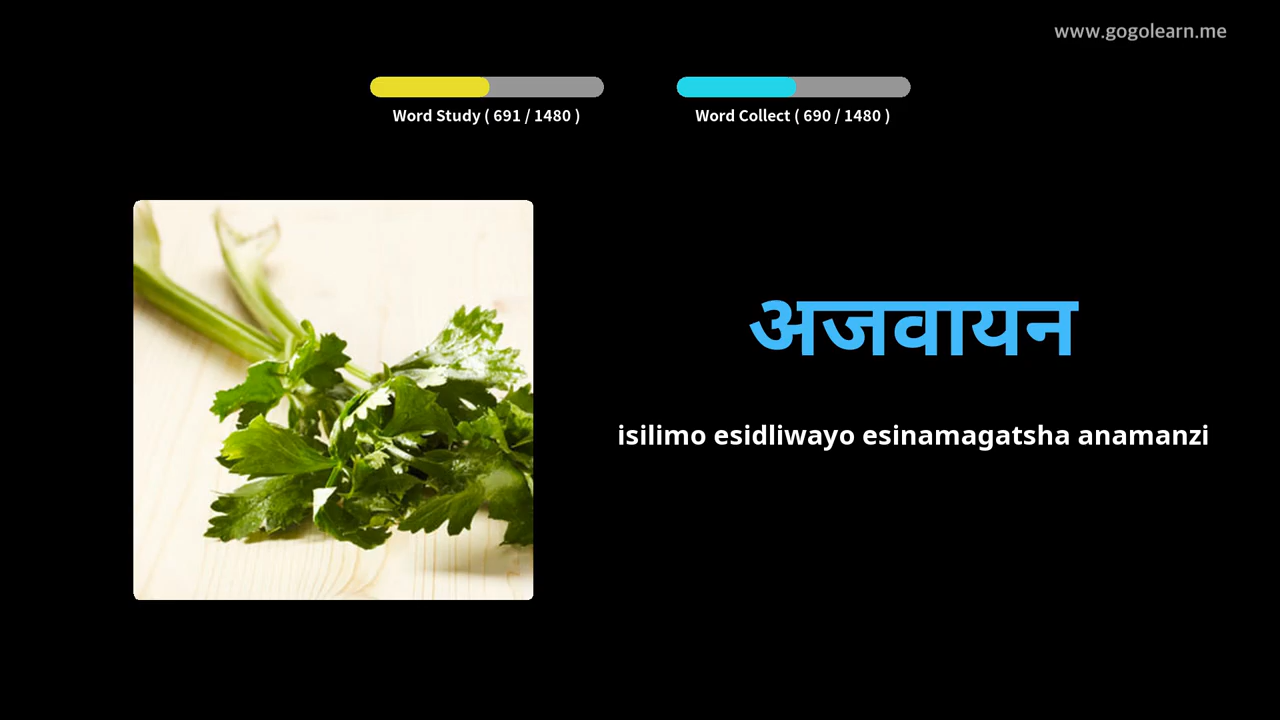 www.gogolearn.me
Word Study ( 691 / 1480 )
Word Collect ( 690 / 1480 )
अजवायन
isilimo esidliwayo esinamagatsha anamanzi